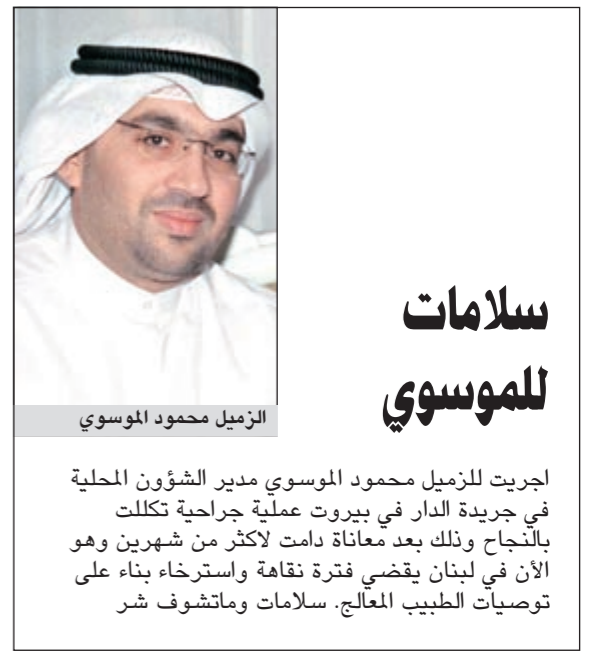 سلامات
للموسوي
الزميل محمود الموسوي
اجريت للزميل محمود الموسوي مدير الشؤون المحلية
في جريدة الدار في بيروت عملية جراحية تكللت
بالنجاح وذلك بعد معاناة دامت لاكثر من شهرين وهو
الأن في لبنان يقضي فترة نقاهة واسترخاء بناء على
توصيات الطبيب المعالج. سلامات وماتشوف شر